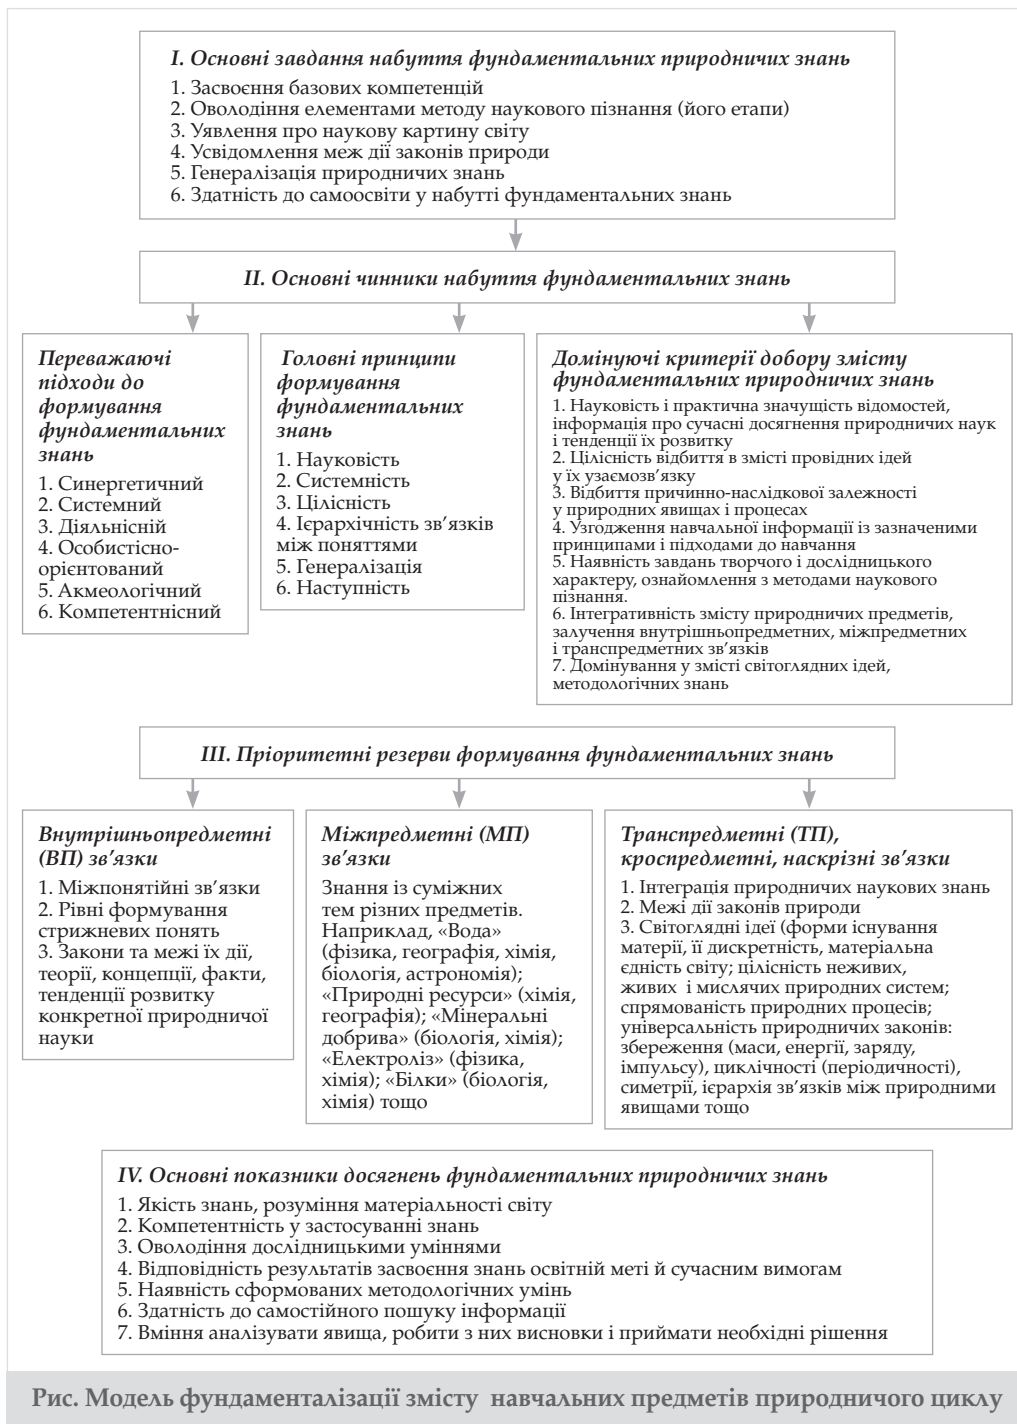 I. Основні завдання набуття фундаментальних природничих знань
1. Засвоєння базових компетенцій
2. Оволодіння елементами методу наукового пізнання (його етапи)
3. Уявлення про наукову картину світу
4. Усвідомлення меж дії законів природи
5. Генералізація природничих знань
6. Здатність до самоосвіти у набутті фундаментальних знань
II. Основні чинники набуття фундаментальних знань
Переважаючі
підходи до
формування
фундаментальних
знань
1. Синергетичний
2. Системний
3. Діяльнісній
4. Особистісно-
орієнтований
5. Акмеологічний
6. Компетентнісний
Головні принципи
формування
фундаментальних
знань
1. Науковість
2. Системність
3. Цілісність
4. Ієрархічність зв’язків
між поняттями
5. Генералізація
6. Наступність
Домінуючі критерії добору змісту
фундаментальних природничих знань
1. Науковість і практична значущість відомостей,
інформація про сучасні досягнення природничих наук
і тенденції їх розвитку
2. Цілісність відбиття в змісті провідних ідей
у їх узаємозв’язку
3. Відбиття причинно-наслідкової залежності
у природних явищах і процесах
4. Узгодження навчальної інформації із зазначеними
принципами і підходами до навчання
5. Наявність завдань творчого і дослідницького
характеру, ознайомлення з методами наукового
пізнання.
6. Інтегративність змісту природничих предметів,
залучення внутрішньопредметних, міжпредметних
і транспредметних зв’язків
7. Домінування у змісті світоглядних ідей,
методологічних знань
III. Пріоритетні резерви формування фундаментальних знань
Внутрішньопредметні
(ВП) зв’язки
1. Міжпонятійні зв’язки
2. Рівні формування
стрижневих понять
3. Закони та межі їх дії,
теорії, концепції, факти,
тенденції розвитку
конкретної природничої
науки
Міжпредметні (МП)
зв’язки
Знання із суміжних
тем різних предметів.
Наприклад, «Вода»
(фізика, географія, хімія,
біологія, астрономія);
«Природні ресурси» (хімія,
географія); «Мінеральні
добрива» (біологія, хімія);
«Електроліз» (фізика,
хімія); «Білки» (біологія,
хімія) тощо
Транспредметні (ТП),
кроспредметні, наскрізні зв’язки
1. Інтеграція природничих наукових знань
2. Межі дії законів природи
3. Світоглядні ідеї (форми існування
матерії, її дискретність, матеріальна
єдність світу; цілісність неживих,
живих і мислячих природних систем;
спрямованість природних процесів;
універсальність природничих законів:
збереження (маси, енергії, заряду,
імпульсу), циклічності (періодичності),
симетрії, ієрархія зв’язків між природними
явищами тощо
IV. Основні показники досягнень фундаментальних природничих знань
1. Якість знань, розуміння матеріальності світу
2. Компетентність у застосуванні знань
3. Оволодіння дослідницькими уміннями
4. Відповідність результатів засвоєння знань освітній меті й сучасним вимогам
5. Наявність сформованих методологічних умінь
6. Здатність до самостійного пошуку інформації
7. Вміння аналізувати явища, робити з них висновки і приймати необхідні рішення
Рис. Модель фундаменталізації змісту навчальних предметів природничого циклу